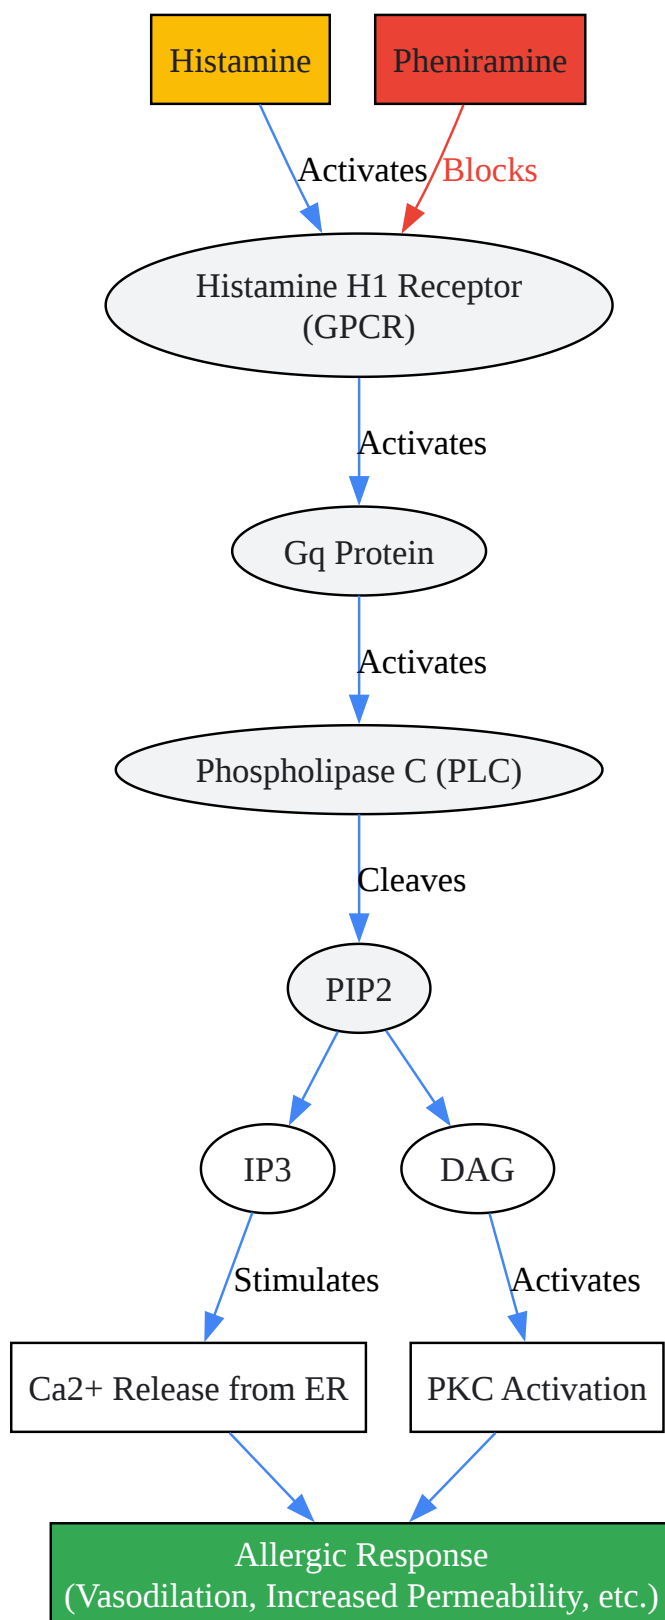 Histamine
Pheniramine
Activates
Blocks
Histamine H1 Receptor
(GPCR)
Activates
Gq Protein
Activates
Phospholipase C (PLC)
Cleaves
PIP2
IP3
DAG
Stimulates
Activates
Ca2+ Release from ER
PKC Activation
Allergic Response
(Vasodilation, Increased Permeability, etc.)